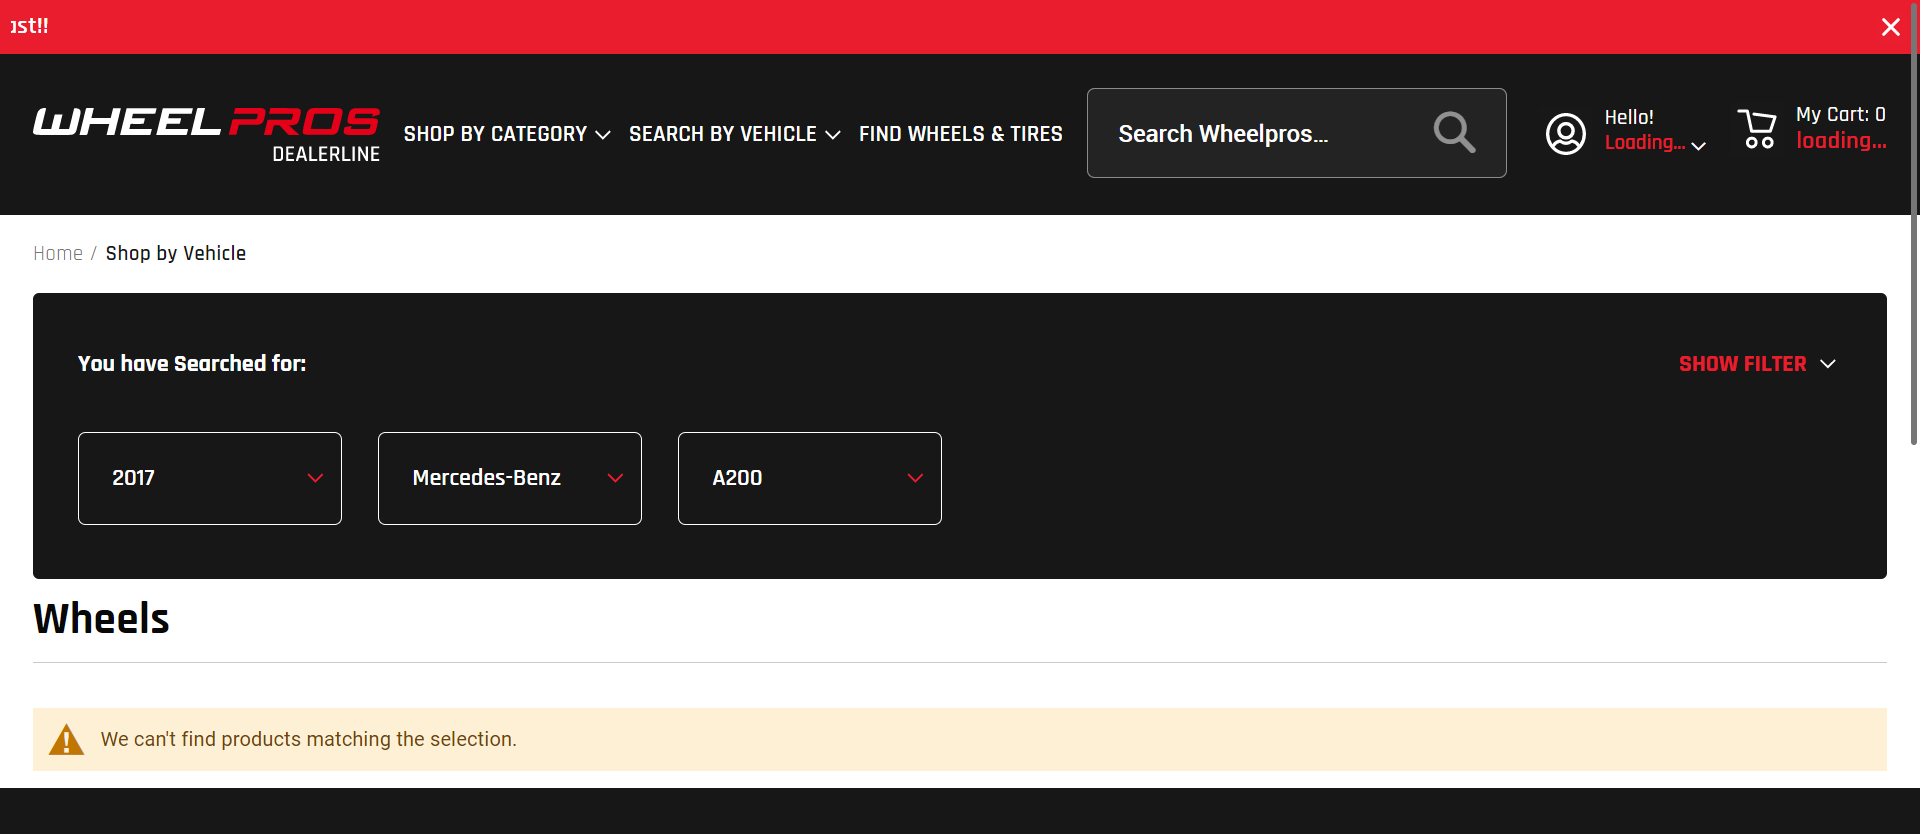 ast!!
WHEEL PROS
DEALERLINE
SHOP BY CATEGORY
SEARCH BY VEHICLE
FIND WHEELS & TIRES
Search Wheelpros...
Hello!
Loading...
My Cart: 0
loading...
Home / Shop by Vehicle
You have Searched for:
SHOW FILTER
2017
Mercedes-Benz
A200
Wheels
We can't find products matching the selection.